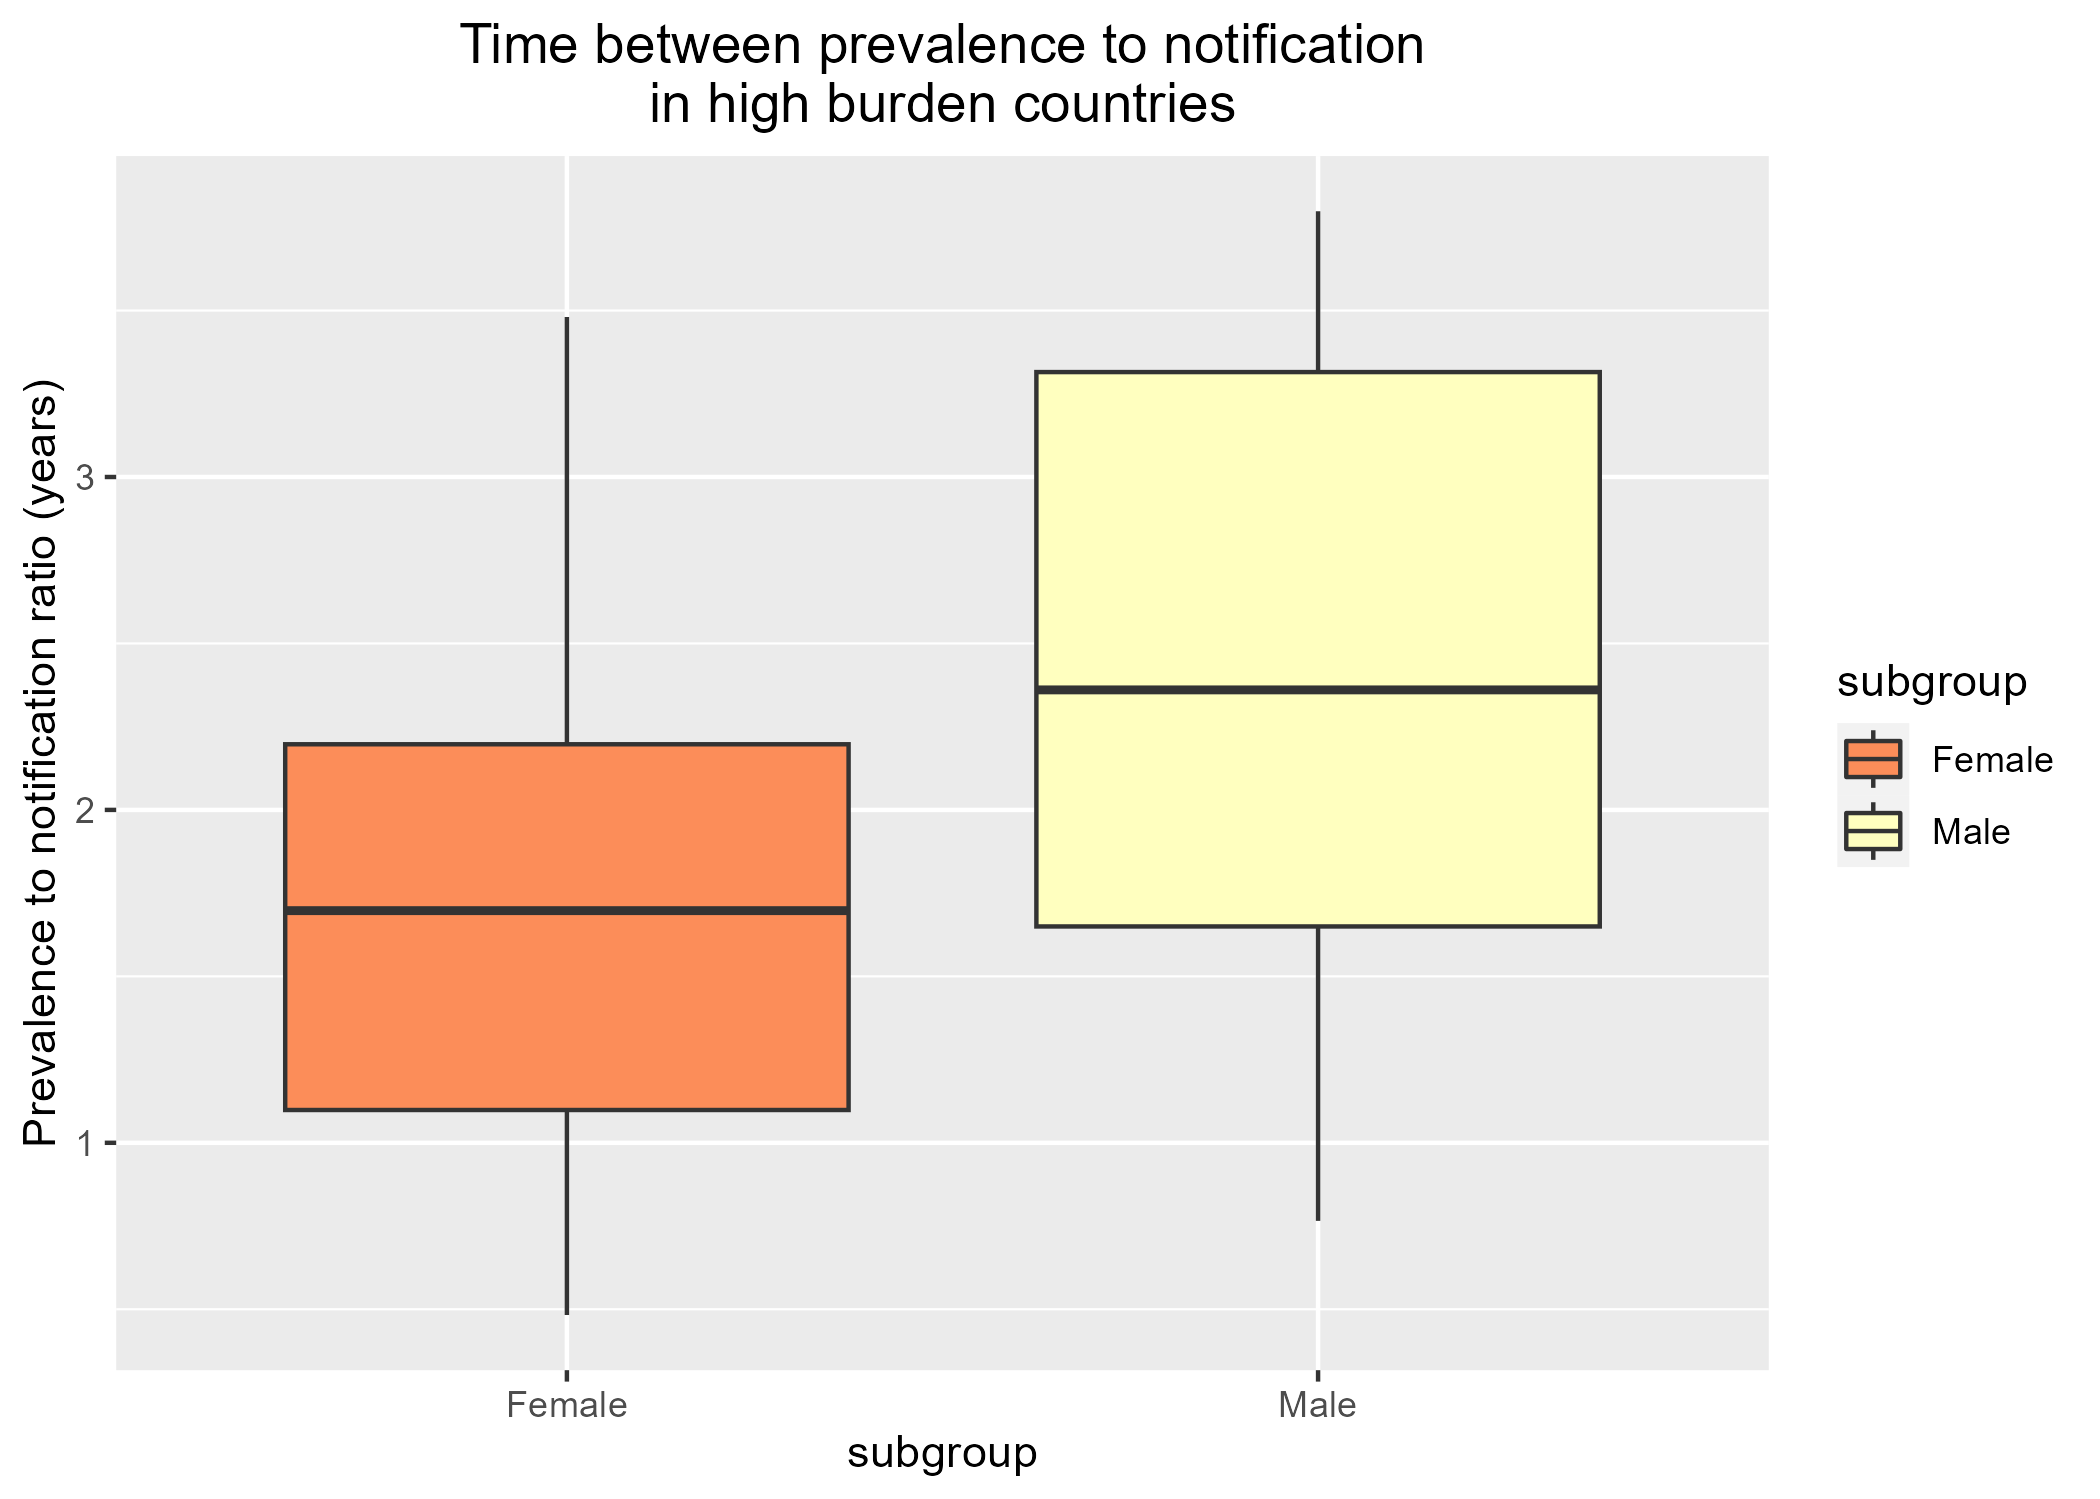 Time between prevalence to notification
in high burden countries
Prevalence to notification ratio (years)
3
2
1
Female
Male
subgroup
subgroup
Female
Male